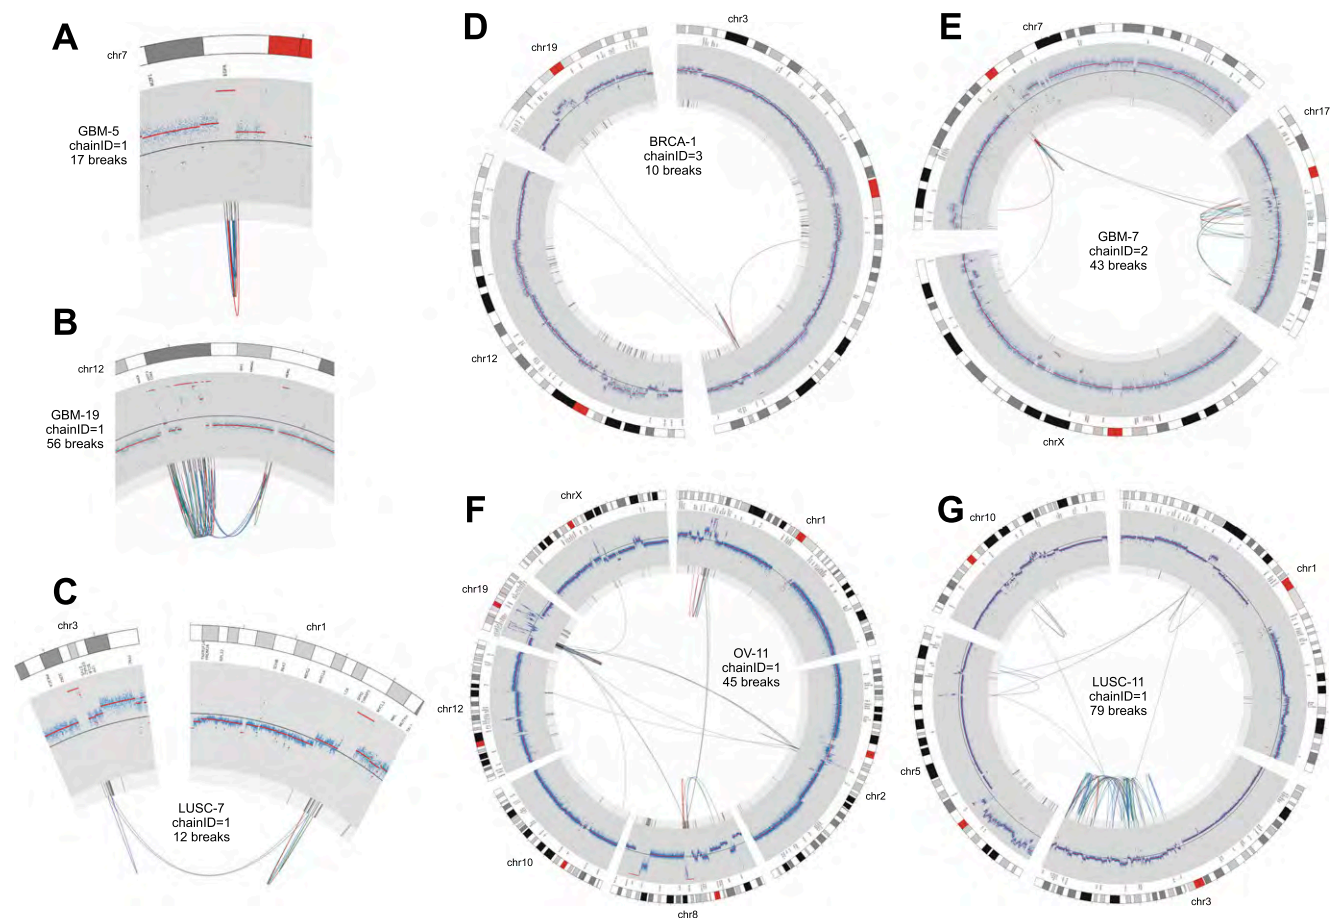 A
chr7
EGFR
GBM-5
chainID=1
17 breaks
B
chr12
GBM-19
chainID=1
56 breaks
C
chr3
chr1
LUSC-7
chainID=1
12 breaks
D
chr3
chr19
BRCA-1
chainID=3
10 breaks
chr12
E
chr7
chr17
GBM-7
chainID=2
43 breaks
chrX
F
chrX
chr1
chr19
OV-11
chainID=1
45 breaks
chr12
chr2
chr10
chr8
G
chr10
chr1
LUSC-11
chainID=1
79 breaks
chr5
chr3